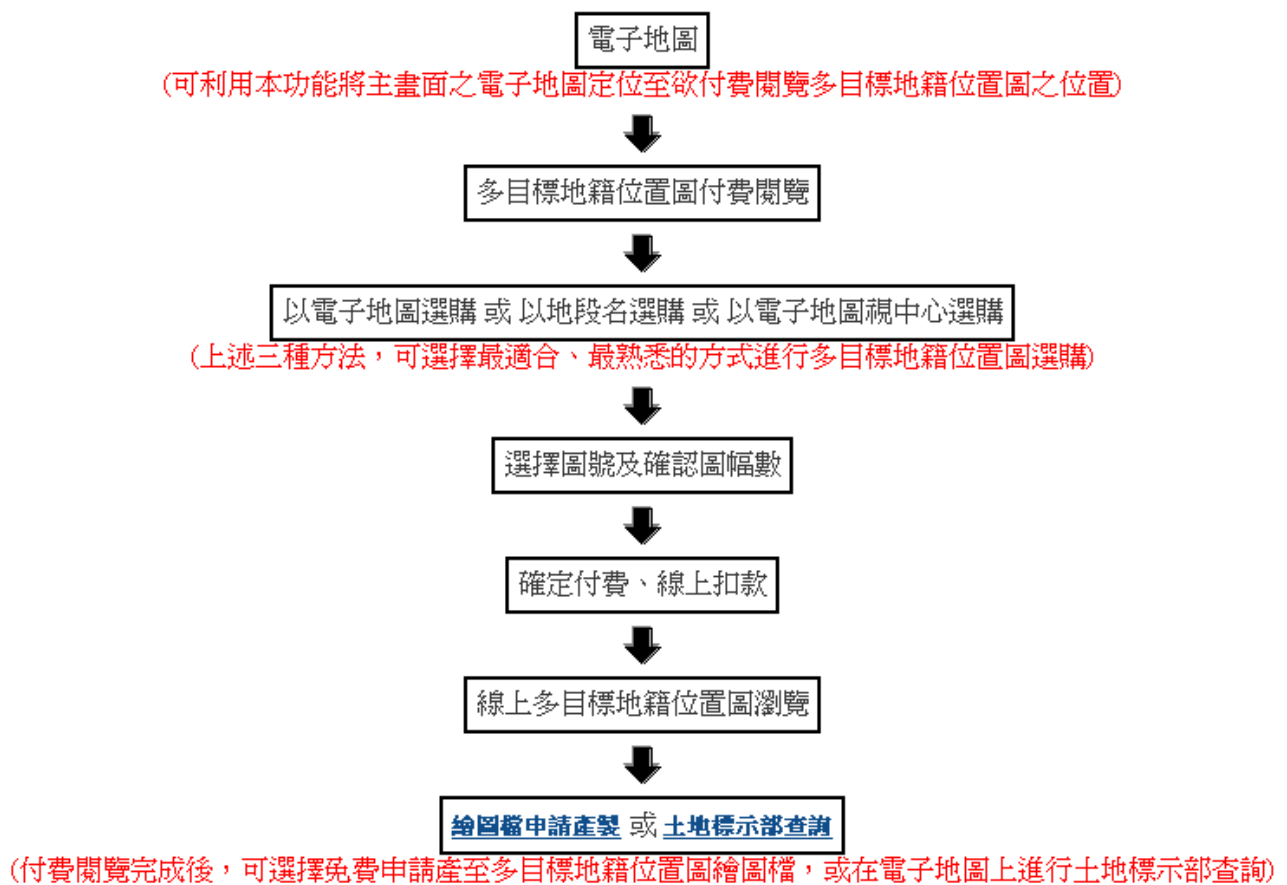 電子地圖
(可利用本功能將主畫面之電子地圖定位至欲付費閱覽多目標地籍位置圖之位置)
多目標地籍位置圖付費閱覽
以電子地圖選購 或 以地段名選購 或 以電子地圖視中心選購
(上述三種方法，可選擇最適合、最熟悉的方式進行多目標地籍位置圖選購)
選擇圖號及確認圖幅數
確定付費、線上扣款
線上多目標地籍位置圖瀏覽
繪圖檔申請產製 或 土地標示部查詢
(付費閱覽完成後，可選擇免費申請產至多目標地籍位置圖繪圖檔，或在電子地圖上進行土地標示部查詢)